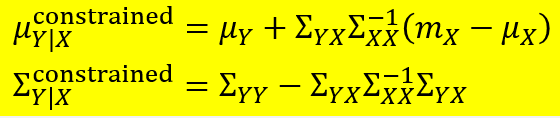 μ_{Y|X}^{constrained} = μ_Y + Σ_{YX}Σ_{XX}^{-1}(m_X − μ_X)
Σ_{Y|X}^{constrained} = Σ_{YY} − Σ_{YX}Σ_{XX}^{-1}Σ_{YX}